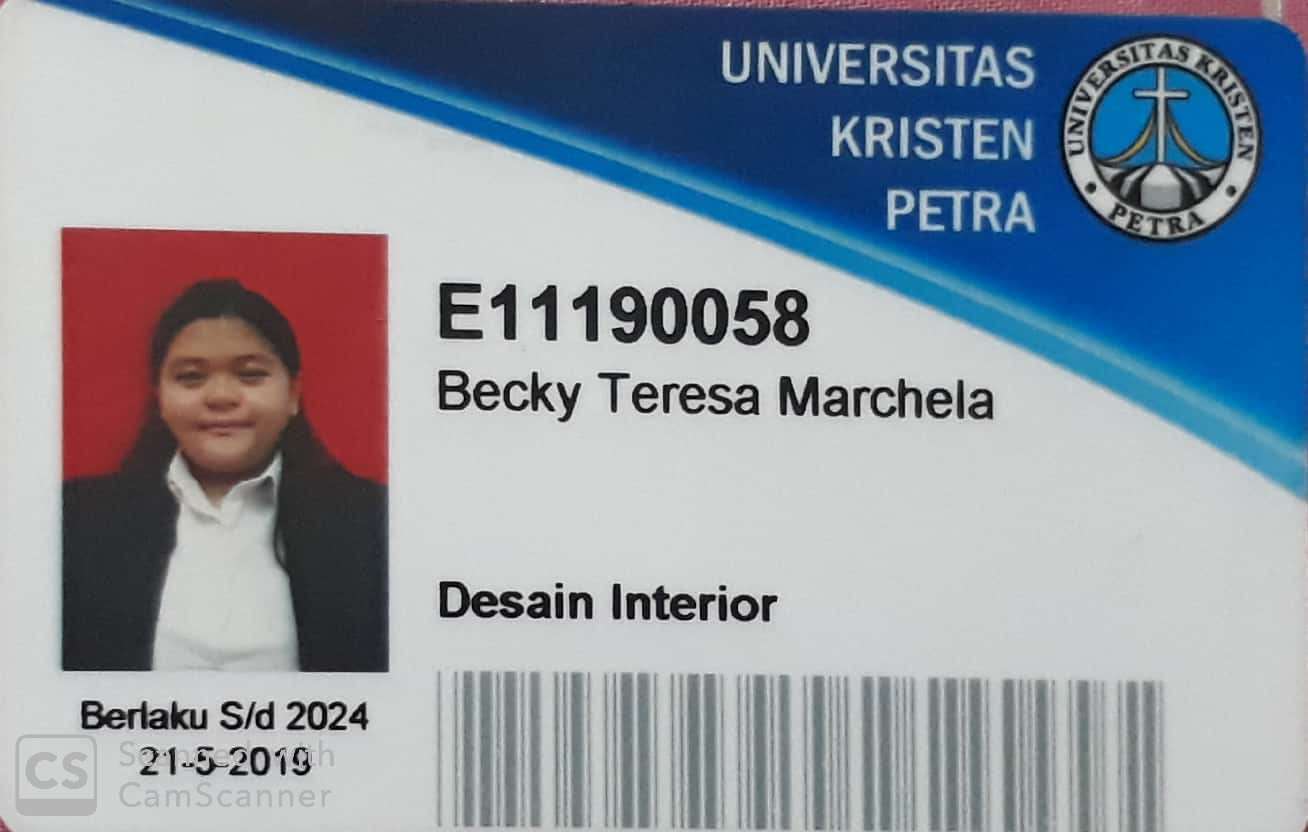 UNIVERSITAS
KRISTEN
PETRA
UNIVERSITAS KRISTEN
PETRA
E11190058
Becky Teresa Marchela
Desain Interior
Berlaku S/d 2024
21-5-2019
CS
Scanned with
CamScanner